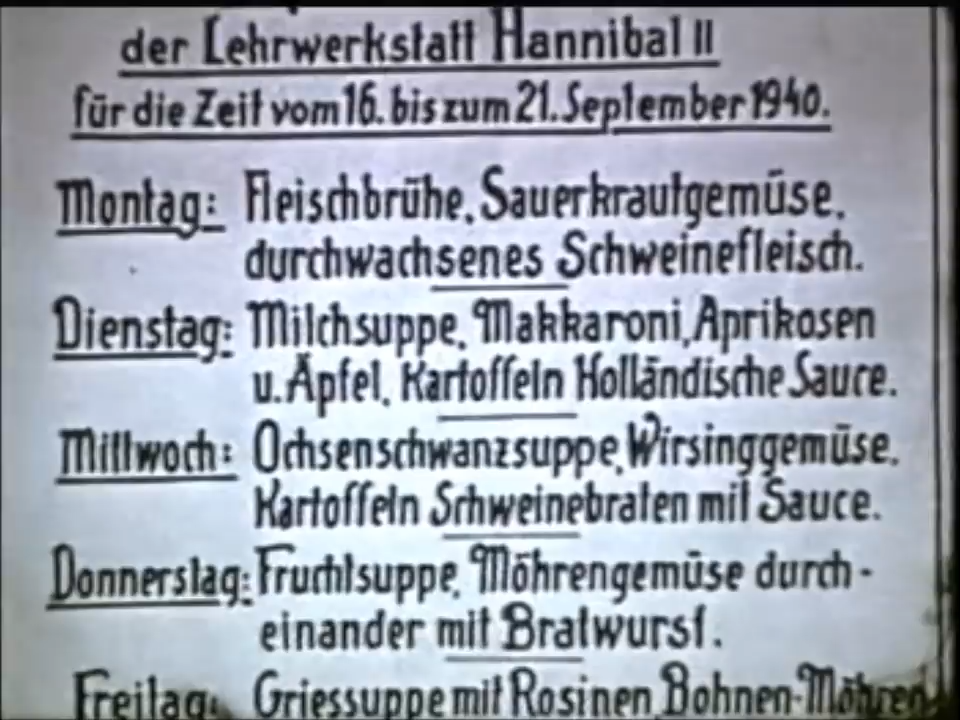 der Lehrwerkstatt Hannibal II
für die Zeit vom 16. bis zum 21. September 1940.
Montag: Fleischbrühe, Sauerkrautgemüse,
durchwachsenes Schweinefleisch.
Dienstag: Milchsuppe, Makkaroni, Aprikosen
u. Äpfel, Kartoffeln Holländische Sauce.
Mittwoch: Ochsenschwanzsuppe, Wirsinggemüse.
Kartoffeln Schweinebraten mit Sauce.
Donnerstag: Fruchtsuppe, Möhrengemüse durch-
einander mit Bratwurst.
Freitag: Griessuppe mit Rosinen Bohnen-Möhren